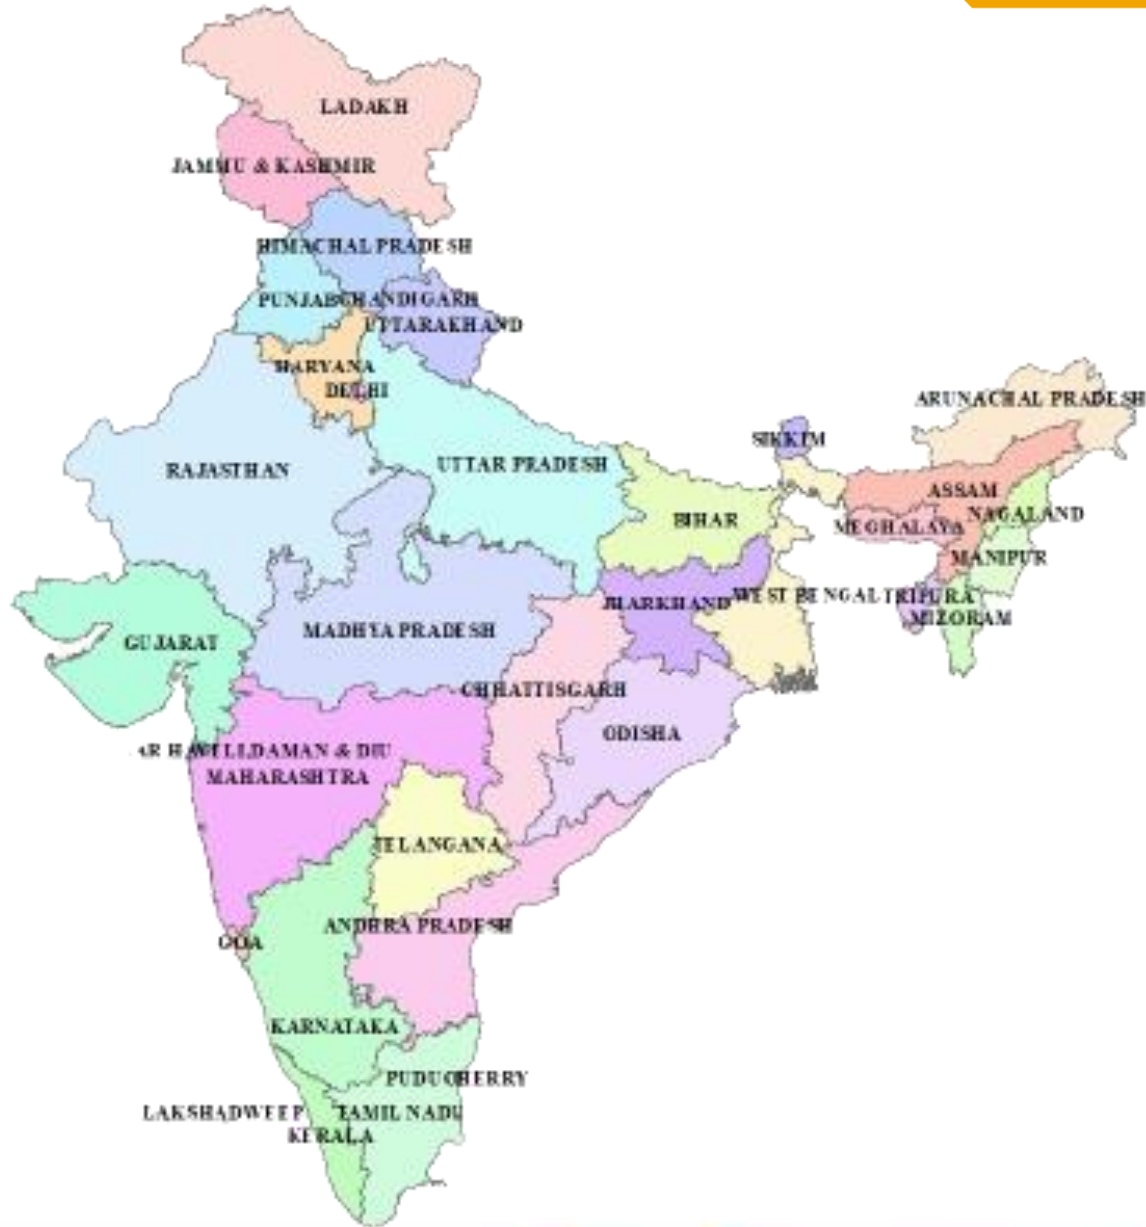 LADAKH
JAMMU & KASHMIR
HIMACHAL PRADESH
PUNJAB
CHANDIGARH
UTTARAKHAND
HARYANA
DELHI
ARUNACHAL PRADESH
SIKKIM
RAJASTHAN
UTTAR PRADESH
ASSAM
BIHAR
NAGALAND
MEGHALAYA
MANIPUR
JHARKHAND
WEST BENGAL
TRIPURA
MIZORAM
MADHYA PRADESH
GUJARAT
CHHATTISGARH
ODISHA
DAMAN & DIU
MAHARASHTRA
TELANGANA
ANDHRA PRADESH
GOA
KARNATAKA
PUDUCHERRY
LAKSHADWEEP
TAMIL NADU
KERALA